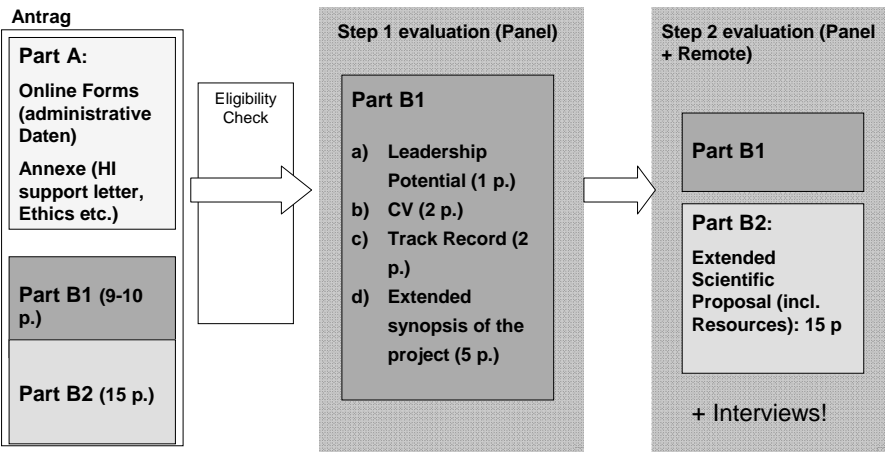 Antrag
Part A:
Online Forms
(administrative
Daten)
Annexe (HI
support letter,
Ethics etc.)
Part B1 (9-10
p.)
Part B2 (15 p.)
Eligibility
Check
Step 1 evaluation (Panel)
Part B1
a) Leadership
Potential (1 p.)
b) CV (2 p.)
c) Track Record (2
p.)
d) Extended
synopsis of the
project (5 p.)
Step 2 evaluation (Panel
+ Remote)
Part B1
Part B2:
Extended
Scientific
Proposal (incl.
Resources): 15 p
+ Interviews!